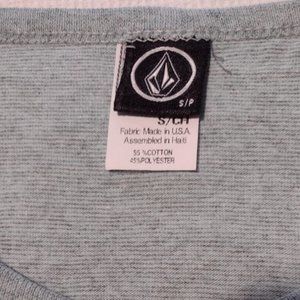 S/P
S/CH
Fabric Made in U.S.A.
Assembled in Haiti
55%COTTON
45%POLYESTER